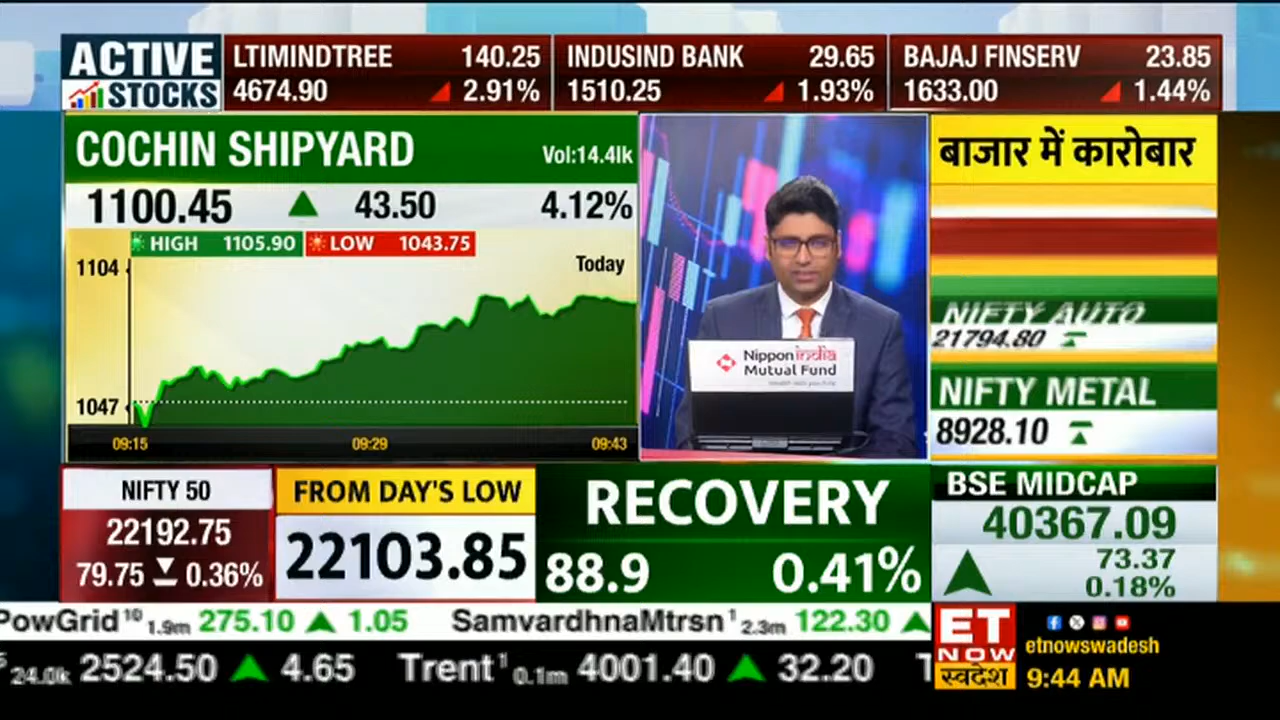 ACTIVE
STOCKS
LTIMINDTREE 140.25
4674.90 2.91%
INDUSIND BANK 29.65
1510.25 1.93%
BAJAJ FINSERV 23.85
1633.00 1.44%
COCHIN SHIPYARD Vol:14.4lk
1100.45 43.50 4.12%
HIGH 1105.90 LOW 1043.75
1104 Today
1047
09:15 09:29 09:43
Nippon india
Mutual Fund
बाजार में कारोबार
NIFTY AUTO
21794.80
NIFTY METAL
8928.10
NIFTY 50
22192.75
79.75 0.36%
FROM DAY'S LOW
22103.85
RECOVERY
88.9 0.41%
BSE MIDCAP
40367.09
73.37
0.18%
PowGrid 10 1.9m 275.10 1.05 SamvardhnaMtrsn 1 2.3m 122.30
24.0k 2524.50 4.65 Trent 1 0.1m 4001.40 32.20
ET
NOW
स्वदेश
etnowswadesh
9:44 AM